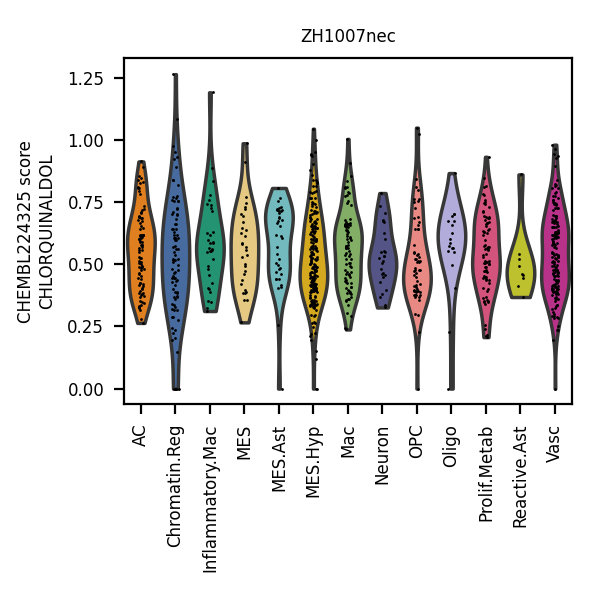 ZH1007nec
CHEMBL224325 score
CHLORQUINALDOL
1.25
1.00
0.75
0.50
0.25
0.00
AC
Chromatin.Reg
Inflammatory.Mac
MES
MES.Ast
MES.Hyp
Mac
Neuron
OPC
Oligo
Prolif.Metab
Reactive.Ast
Vasc